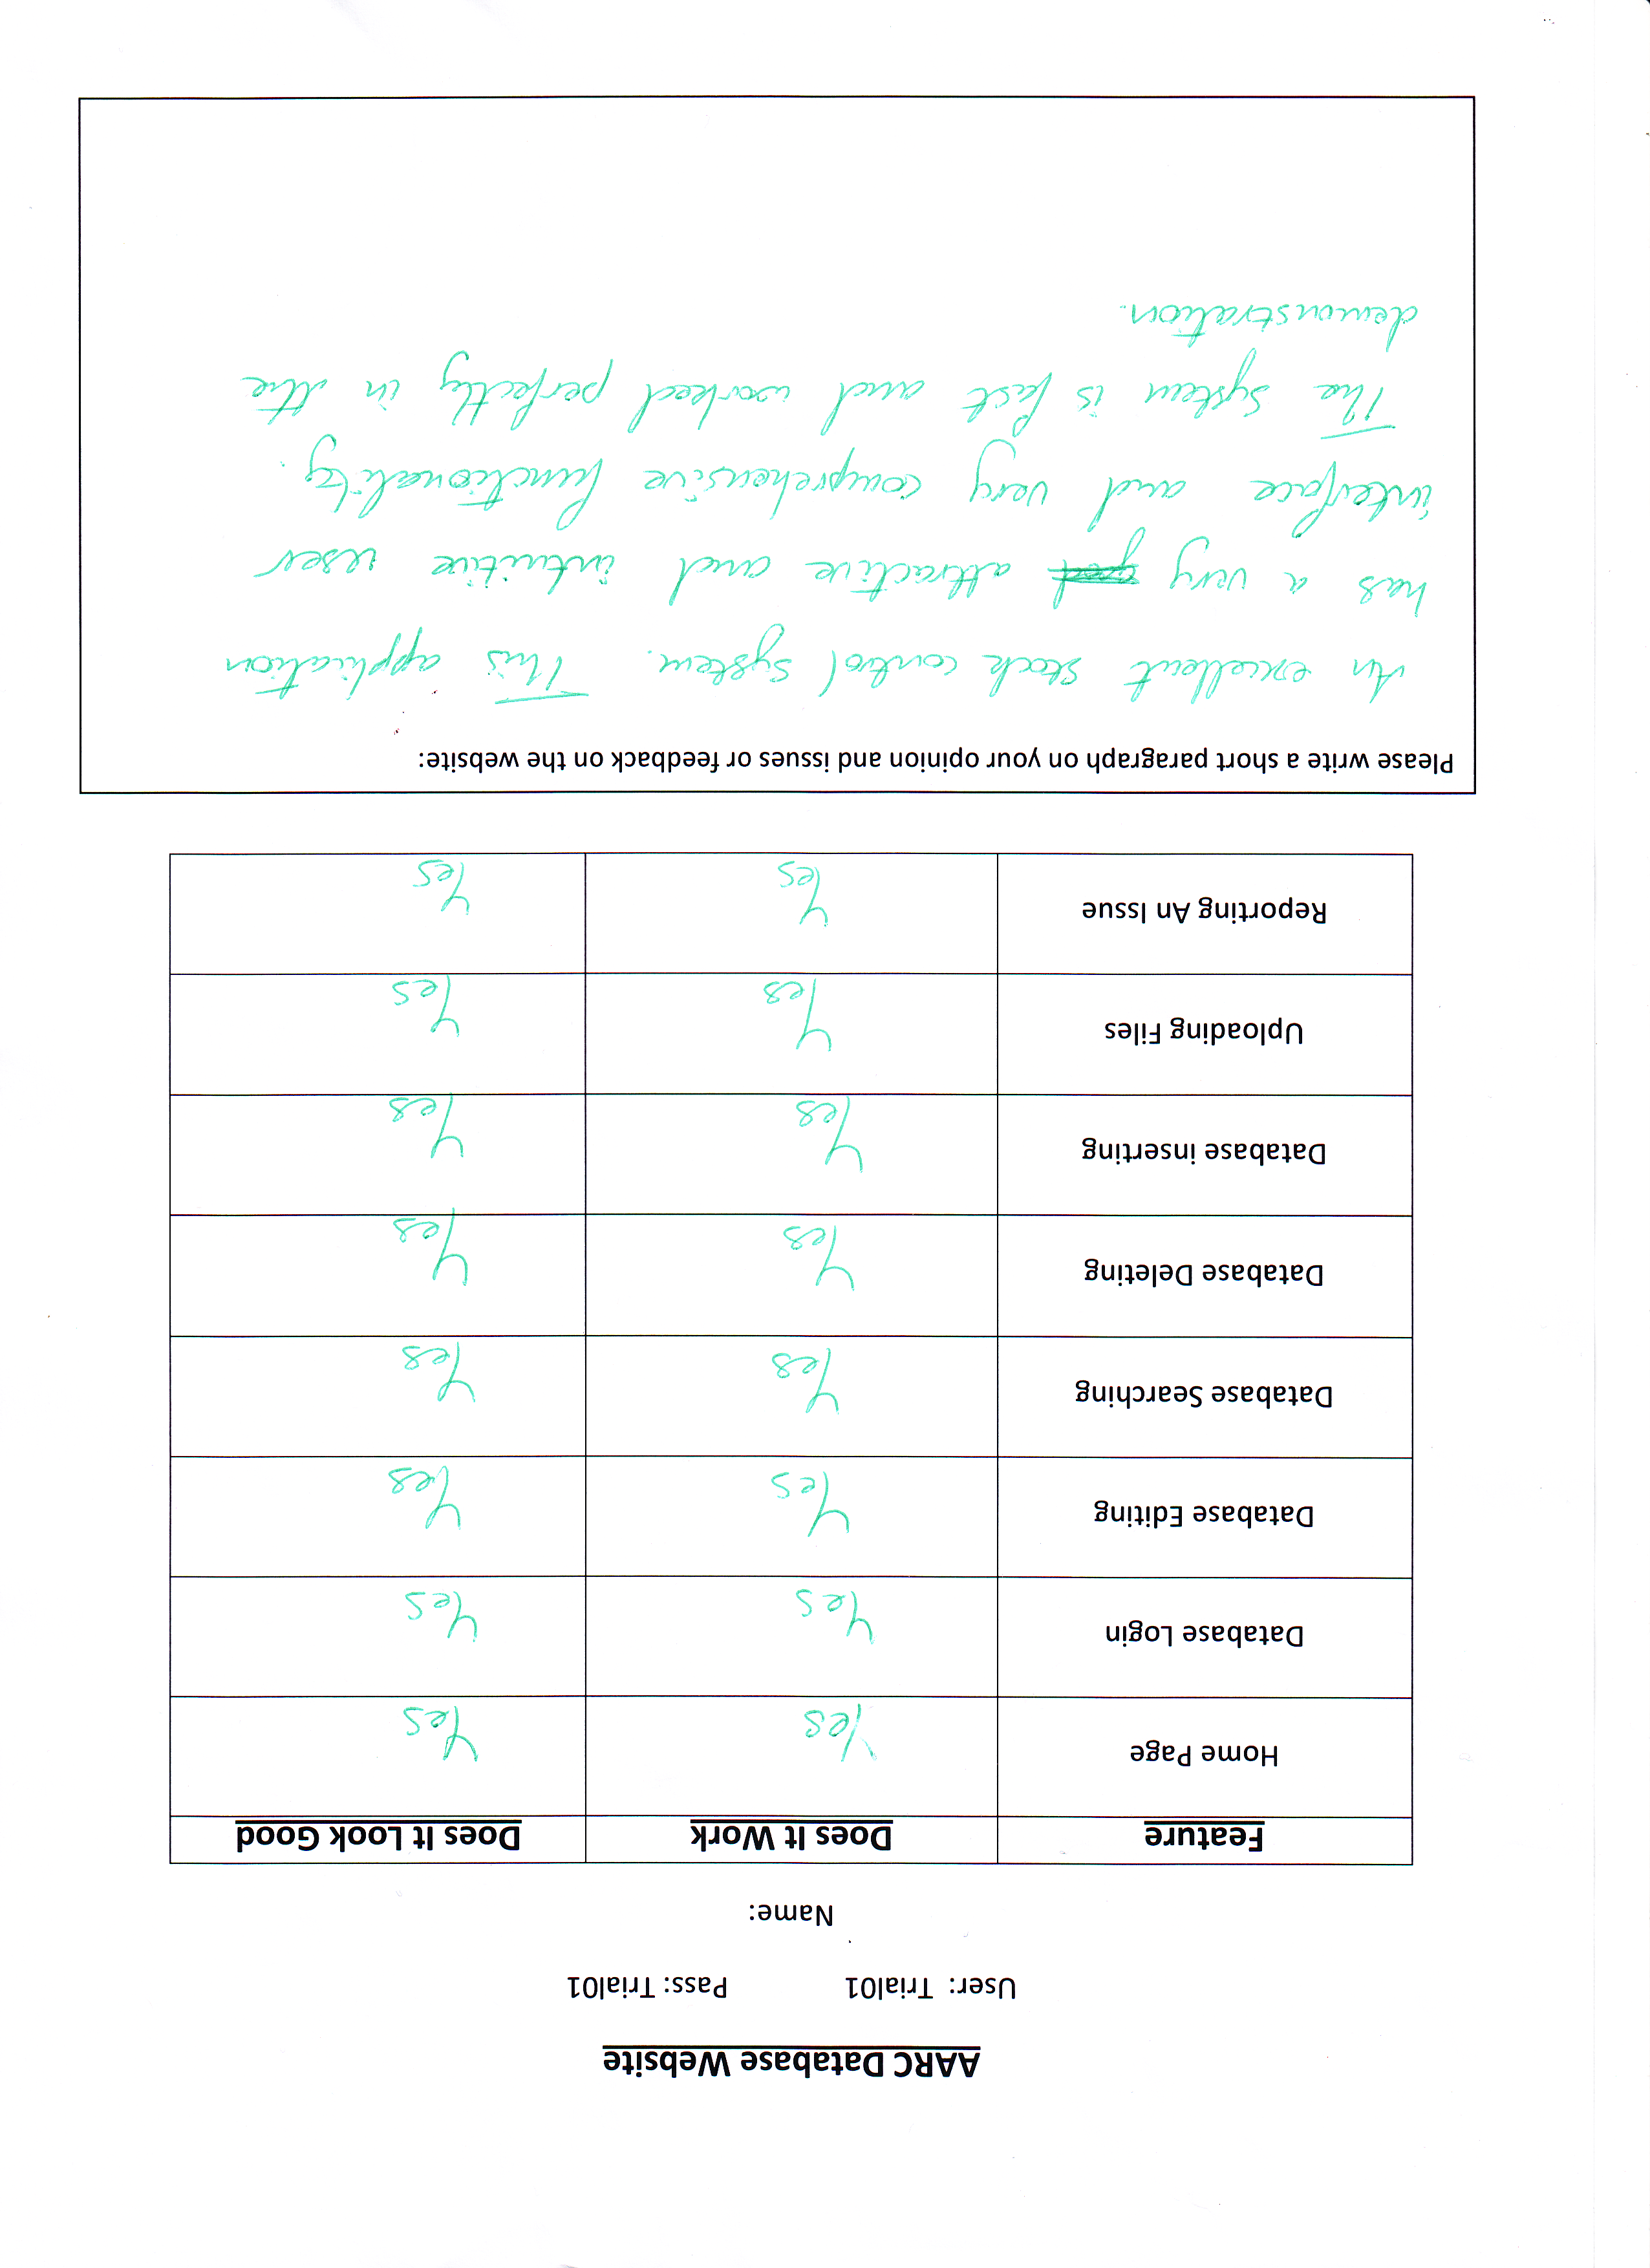 AARC Database Website
User: Trial01 Pass: Trial01
Name:
Feature Does It Work Does It Look Good
Home Page Yes Yes
Database Login Yes Yes
Database Editing Yes Yes
Database Searching Yes Yes
Database Deleting Yes Yes
Database inserting Yes Yes
Uploading Files Yes Yes
Reporting An Issue Yes Yes
Please write a short paragraph on your opinion and issues or feedback on the website:
An excellent stock control system. This application
has a very attractive and intuitive user
interface and very comprehensive functionality.
The system is fast and worked perfectly in the
demonstration.